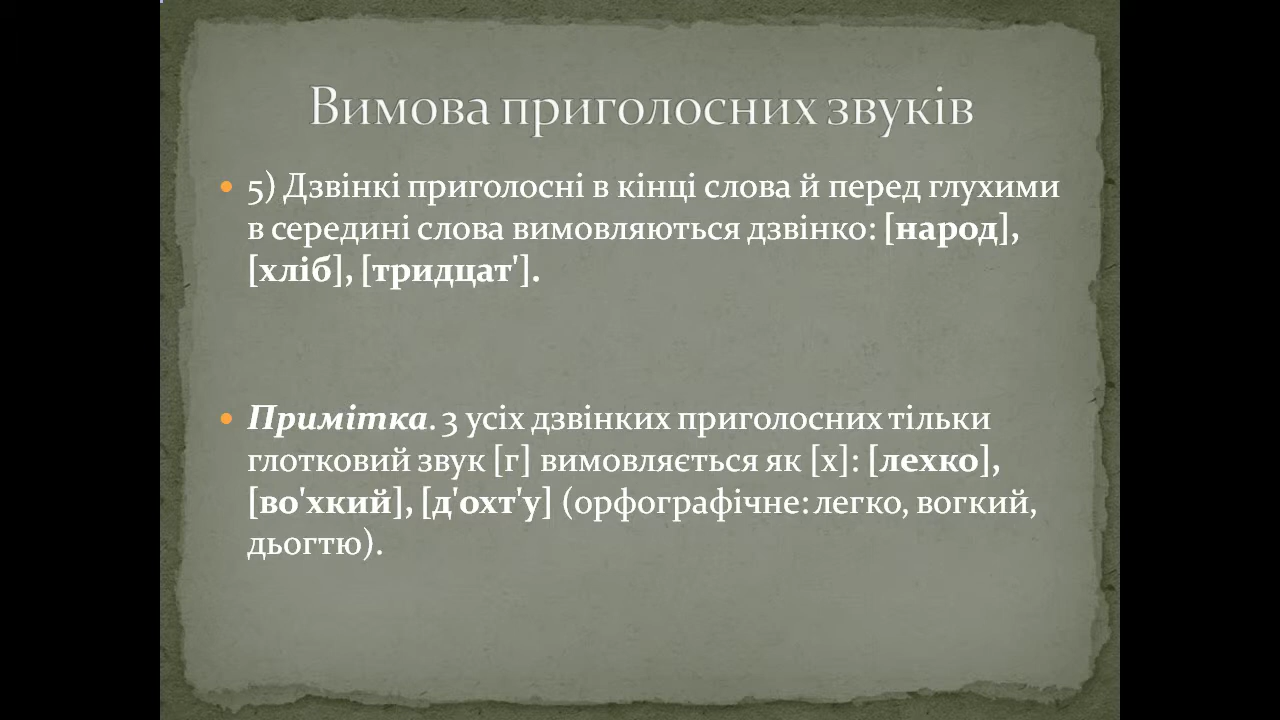 Вимова приголосних звуків
5) Дзвінкі приголосні в кінці слова й перед глухими
в середині слова вимовляються дзвінко: [народ],
[хліб], [тридцат'].
Примітка. З усіх дзвінких приголосних тільки
глотковий звук [г] вимовляється як [х]: [лехко],
[во'хкий], [д'охт'у] (орфографічне: легко, вогкий,
дьогтю).